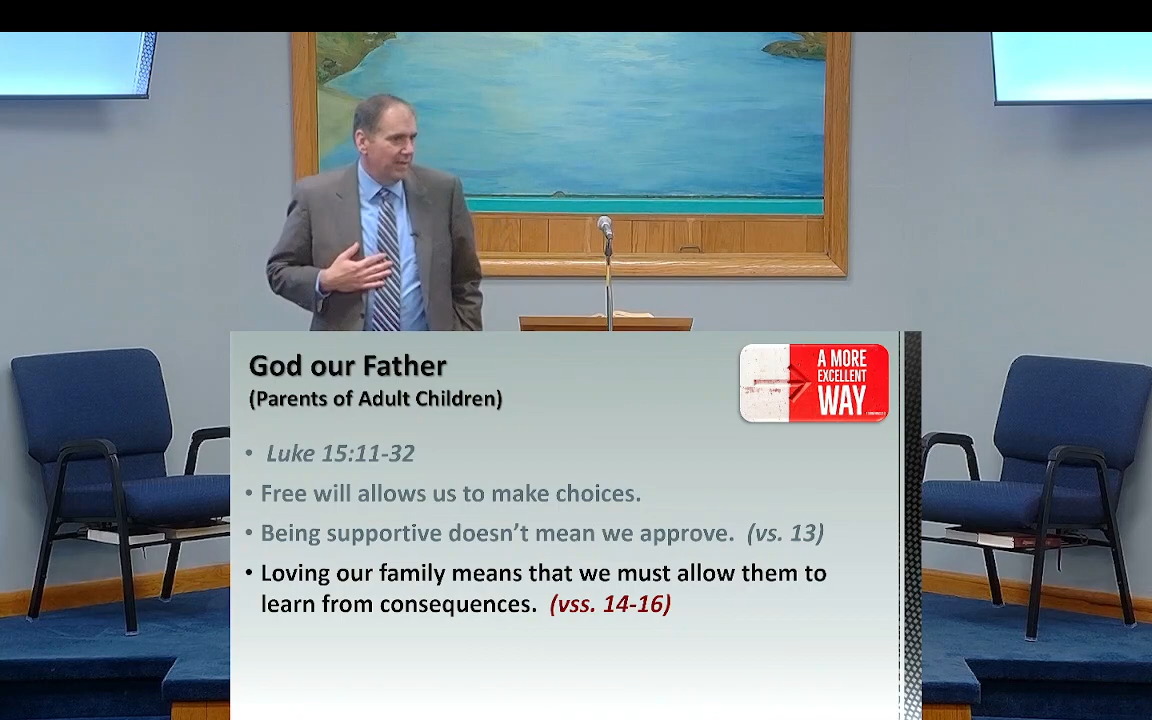 God our Father
(Parents of Adult Children)
A MORE
EXCELLENT
WAY
• Luke 15:11-32
• Free will allows us to make choices.
• Being supportive doesn't mean we approve. (vs. 13)
• Loving our family means that we must allow them to
learn from consequences. (vss. 14-16)